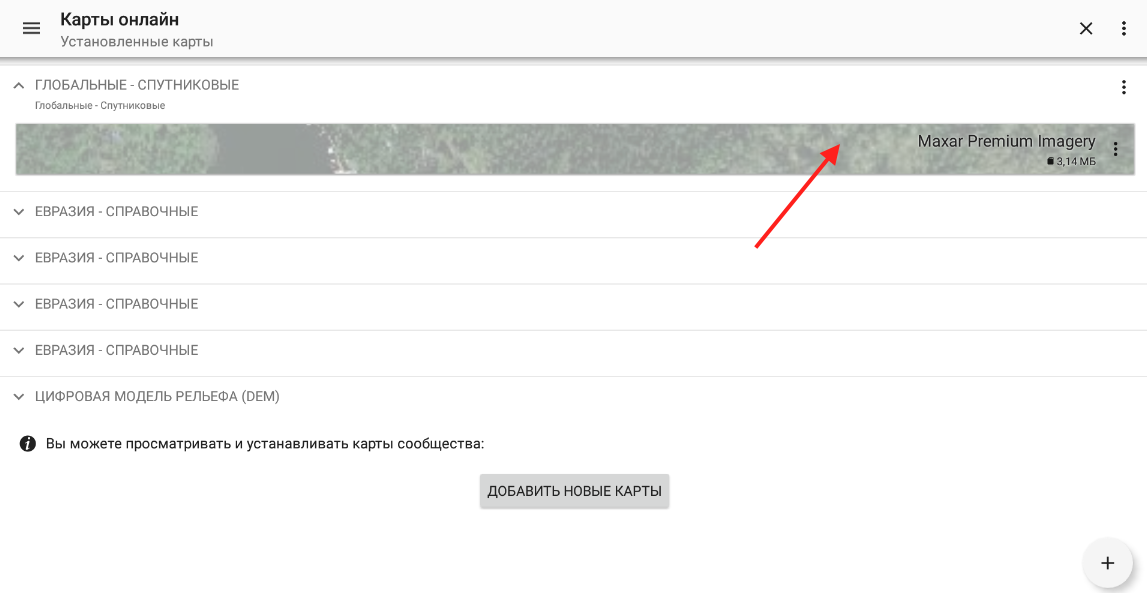 Карты онлайн
Установленные карты
ГЛОБАЛЬНЫЕ - СПУТНИКОВЫЕ
Глобальные - Спутниковые
Maxar Premium Imagery
3,14 МБ
ЕВРАЗИЯ - СПРАВОЧНЫЕ
ЕВРАЗИЯ - СПРАВОЧНЫЕ
ЕВРАЗИЯ - СПРАВОЧНЫЕ
ЕВРАЗИЯ - СПРАВОЧНЫЕ
ЦИФРОВАЯ МОДЕЛЬ РЕЛЬЕФА (DEM)
Вы можете просматривать и устанавливать карты сообщества:
ДОБАВИТЬ НОВЫЕ КАРТЫ